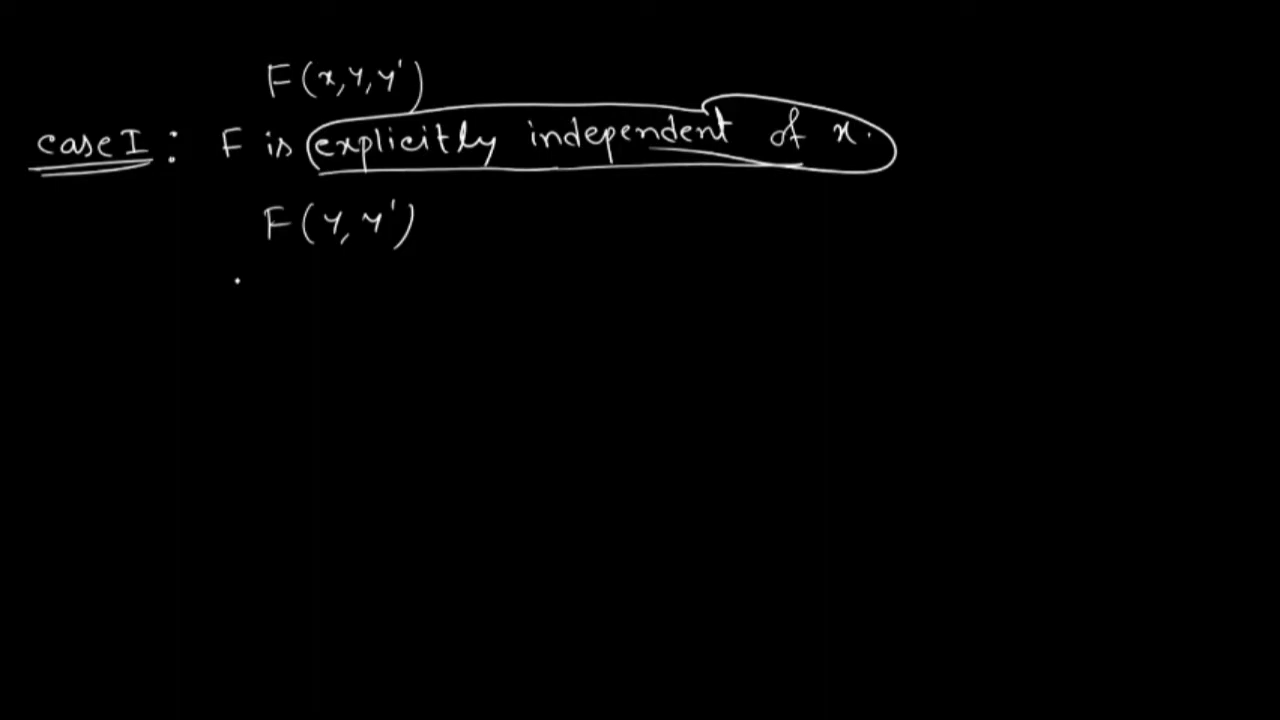 F(x, y, y')
case I : F is explicitly independent of x.
F(y, y')